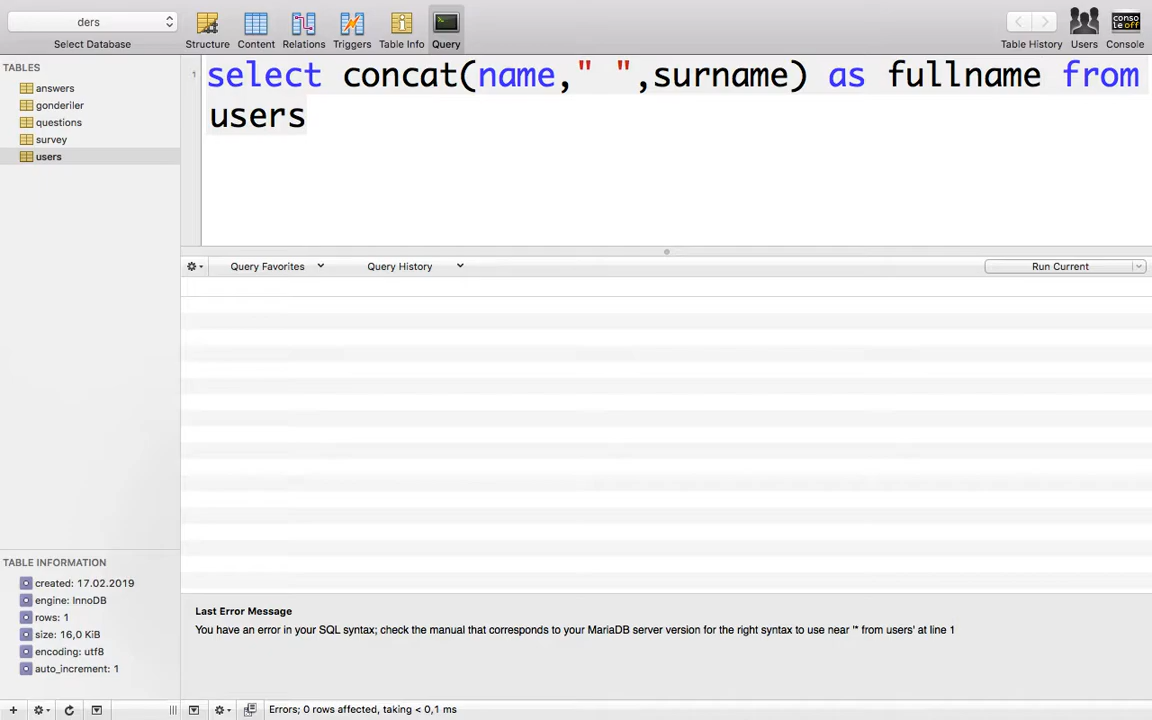 ders
Select Database
Structure
Content
Relations
Triggers
Table Info
Query
Table History
Users
Console
conso
le off
TABLES
answers
gonderiler
questions
survey
users
1
select concat(name," ",surname) as fullname from
users
Query Favorites
Query History
Run Current
TABLE INFORMATION
created: 17.02.2019
engine: InnoDB
rows: 1
size: 16,0 KiB
encoding: utf8
auto_increment: 1
Last Error Message
You have an error in your SQL syntax; check the manual that corresponds to your MariaDB server version for the right syntax to use near '* from users' at line 1
Errors; 0 rows affected, taking < 0,1 ms